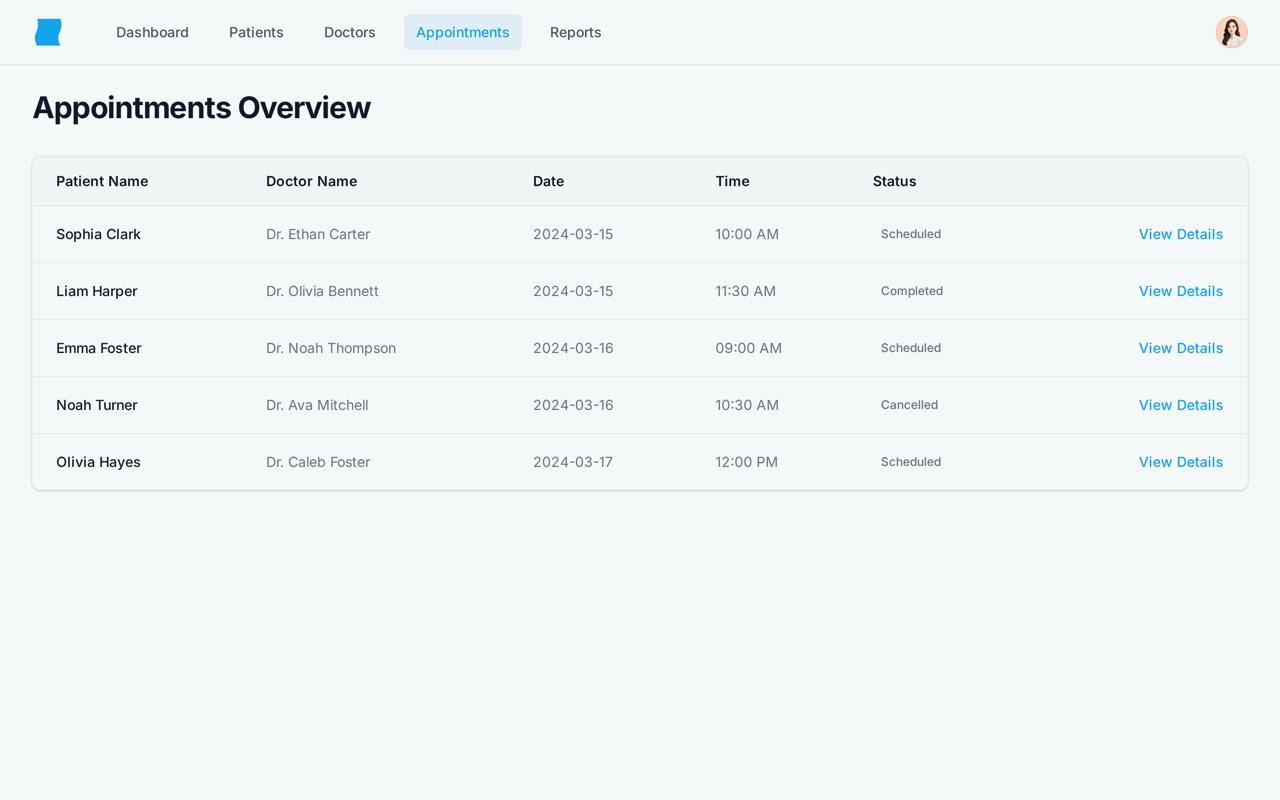 Dashboard Patients Doctors Appointments Reports
Appointments Overview
Patient Name Doctor Name Date Time Status
Sophia Clark Dr. Ethan Carter 2024-03-15 10:00 AM Scheduled View Details
Liam Harper Dr. Olivia Bennett 2024-03-15 11:30 AM Completed View Details
Emma Foster Dr. Noah Thompson 2024-03-16 09:00 AM Scheduled View Details
Noah Turner Dr. Ava Mitchell 2024-03-16 10:30 AM Cancelled View Details
Olivia Hayes Dr. Caleb Foster 2024-03-17 12:00 PM Scheduled View Details